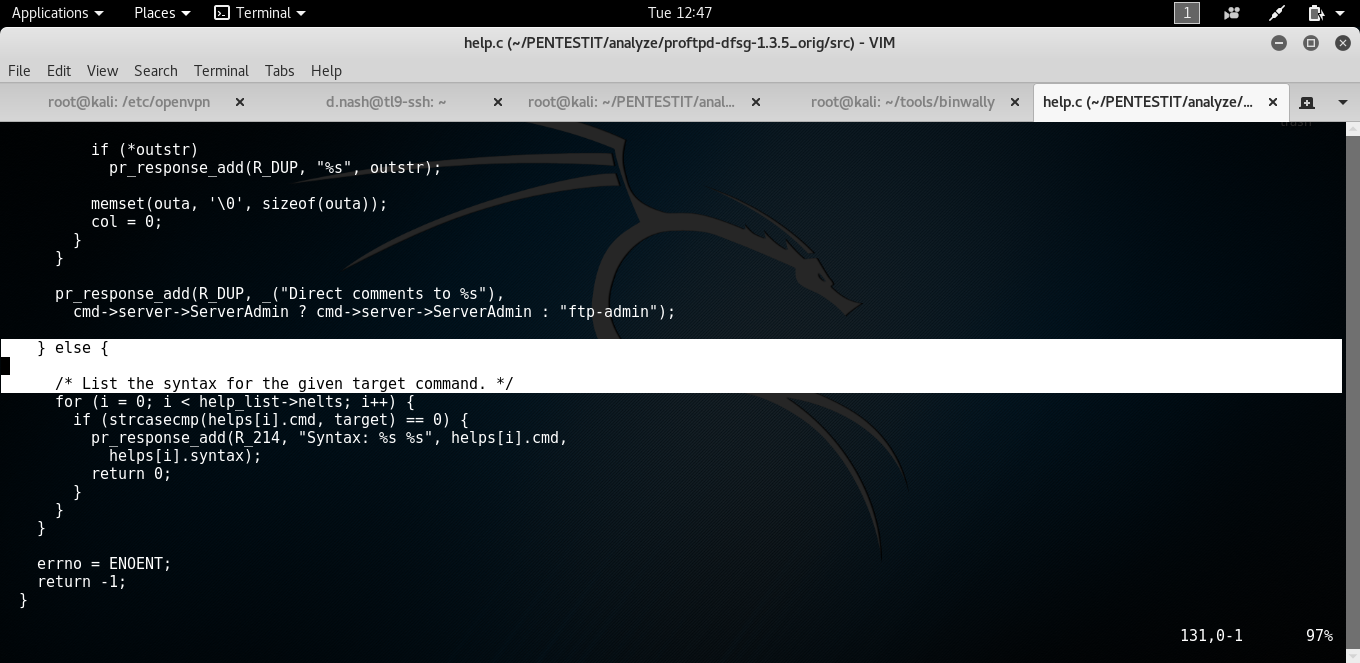 Applications Places Terminal Tue 12:47 1
help.c (~/PENTESTIT/analyze/proftpd-dfsg-1.3.5_orig/src) - VIM
File Edit View Search Terminal Tabs Help
root@kali: /etc/openvpn d.nash@tl9-ssh: ~ root@kali: ~/PENTESTIT/anal... root@kali: ~/tools/binwally help.c (~/PENTESTIT/analyze/...
if (*outstr)
pr_response_add(R_DUP, "%s", outstr);
memset(outa, '\0', sizeof(outa));
col = 0;
}
}
pr_response_add(R_DUP, _("Direct comments to %s"),
cmd->server->ServerAdmin ? cmd->server->ServerAdmin : "ftp-admin");
} else {
/* List the syntax for the given target command. */
for (i = 0; i < help_list->nelts; i++) {
if (strcasecmp(helps[i].cmd, target) == 0) {
pr_response_add(R_214, "Syntax: %s %s", helps[i].cmd,
helps[i].syntax);
return 0;
}
}
}
errno = ENOENT;
return -1;
}
131,0-1 97%